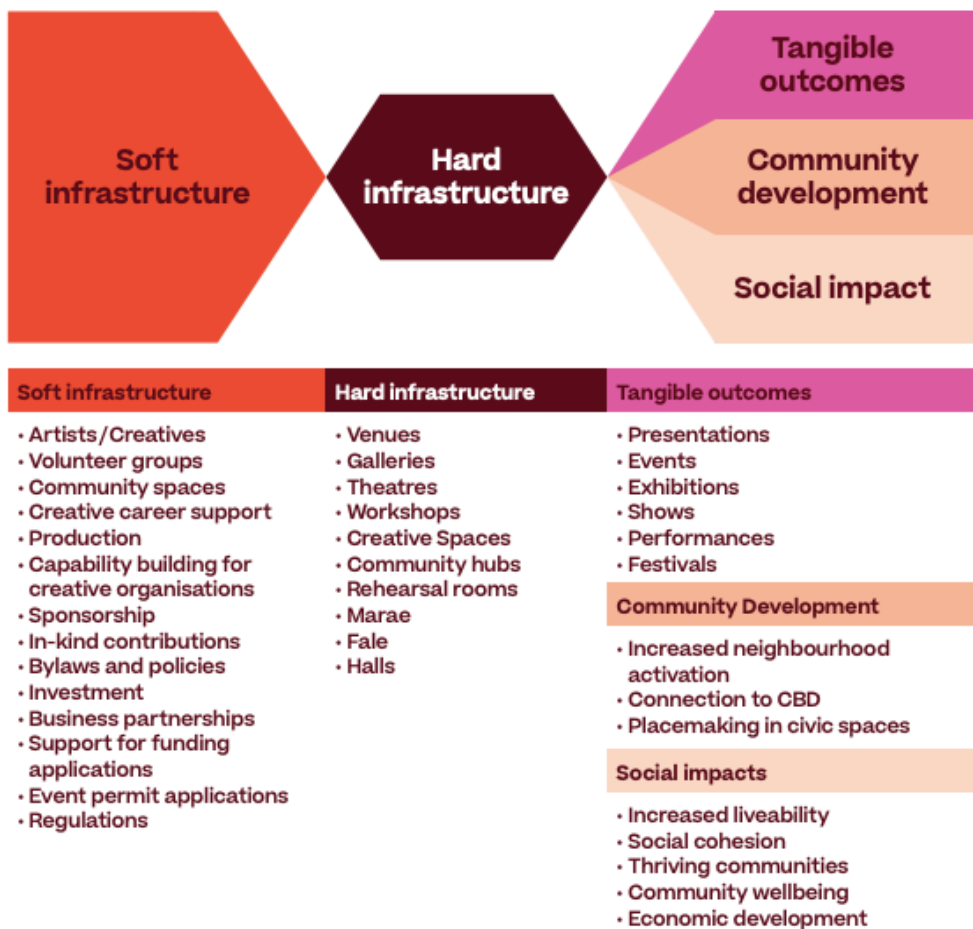 Soft
infrastructure
Hard
infrastructure
Tangible
outcomes
Community
development
Social impact
Soft infrastructure
• Artists/Creatives
• Volunteer groups
• Community spaces
• Creative career support
• Production
• Capability building for
creative organisations
• Sponsorship
• In-kind contributions
• Bylaws and policies
• Investment
• Business partnerships
• Support for funding
applications
• Event permit applications
• Regulations
Hard infrastructure
• Venues
• Galleries
• Theatres
• Workshops
• Creative Spaces
• Community hubs
• Rehearsal rooms
• Marae
• Fale
• Halls
Tangible outcomes
• Presentations
• Events
• Exhibitions
• Shows
• Performances
• Festivals
Community Development
• Increased neighbourhood
activation
• Connection to CBD
• Placemaking in civic spaces
Social impacts
• Increased liveability
• Social cohesion
• Thriving communities
• Community wellbeing
• Economic development